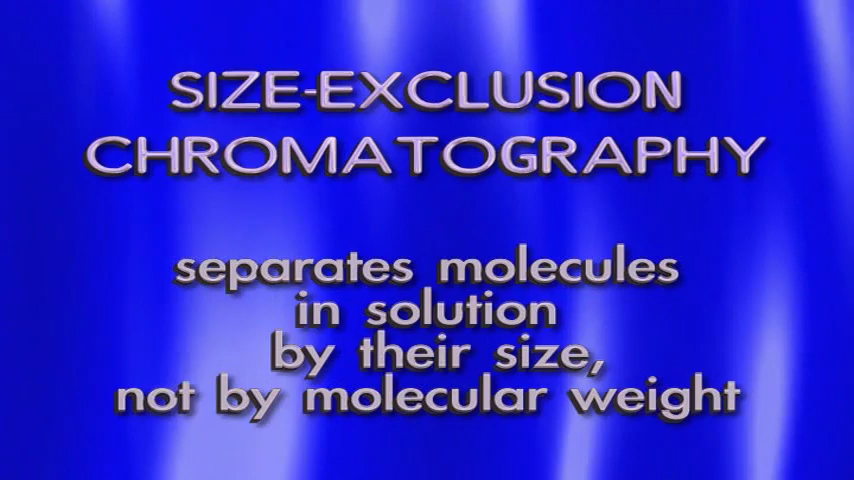 SIZE-EXCLUSION
CHROMATOGRAPHY
separates molecules
in solution
by their size,
not by molecular weight